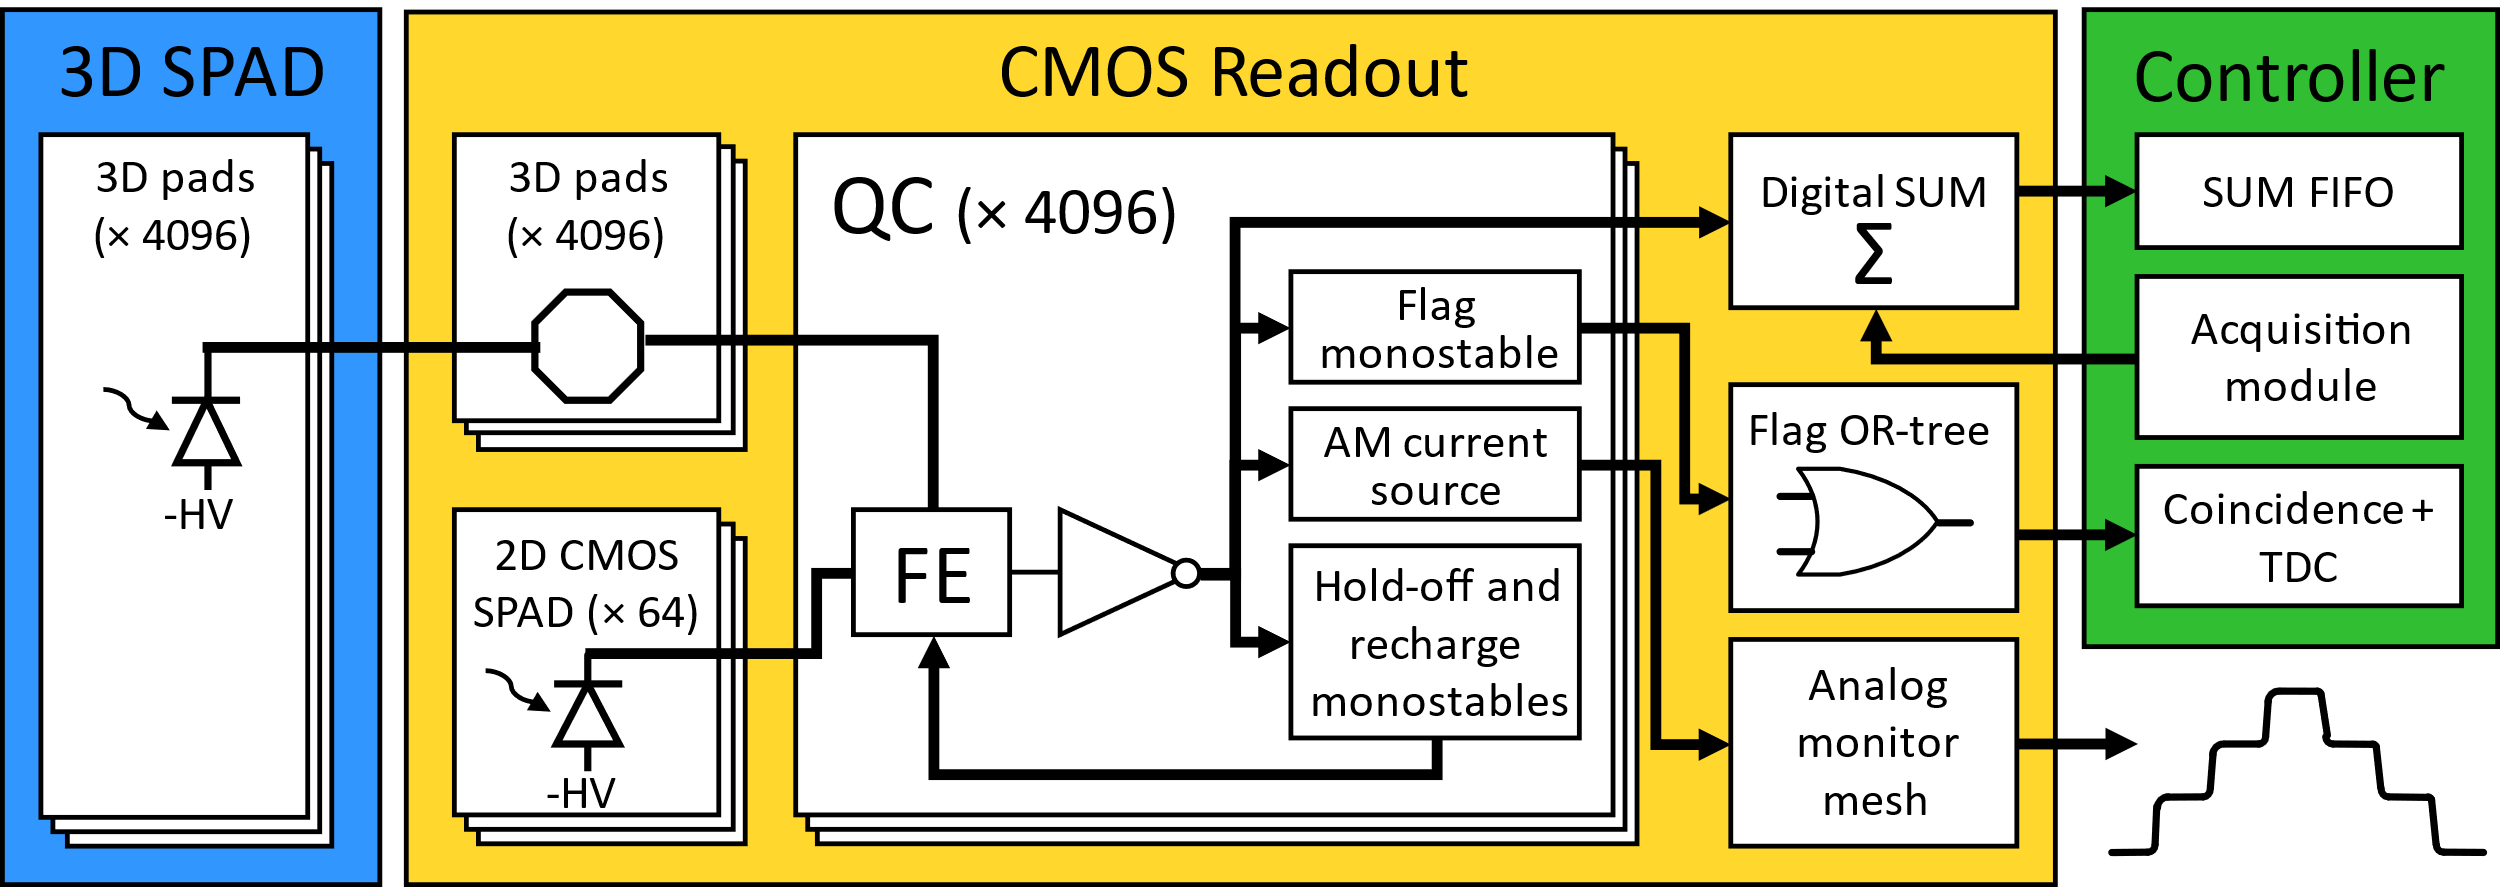 3D SPAD
3D pads
(× 4096)
-HV
CMOS Readout
3D pads
(× 4096)
2D CMOS
SPAD (× 64)
-HV
QC (× 4096)
FE
Flag
monostable
AM current
source
Hold-off and
recharge
monostables
Digital SUM
Σ
Flag OR-tree
Analog
monitor
mesh
Controller
SUM FIFO
Acquisition
module
Coincidence +
TDC